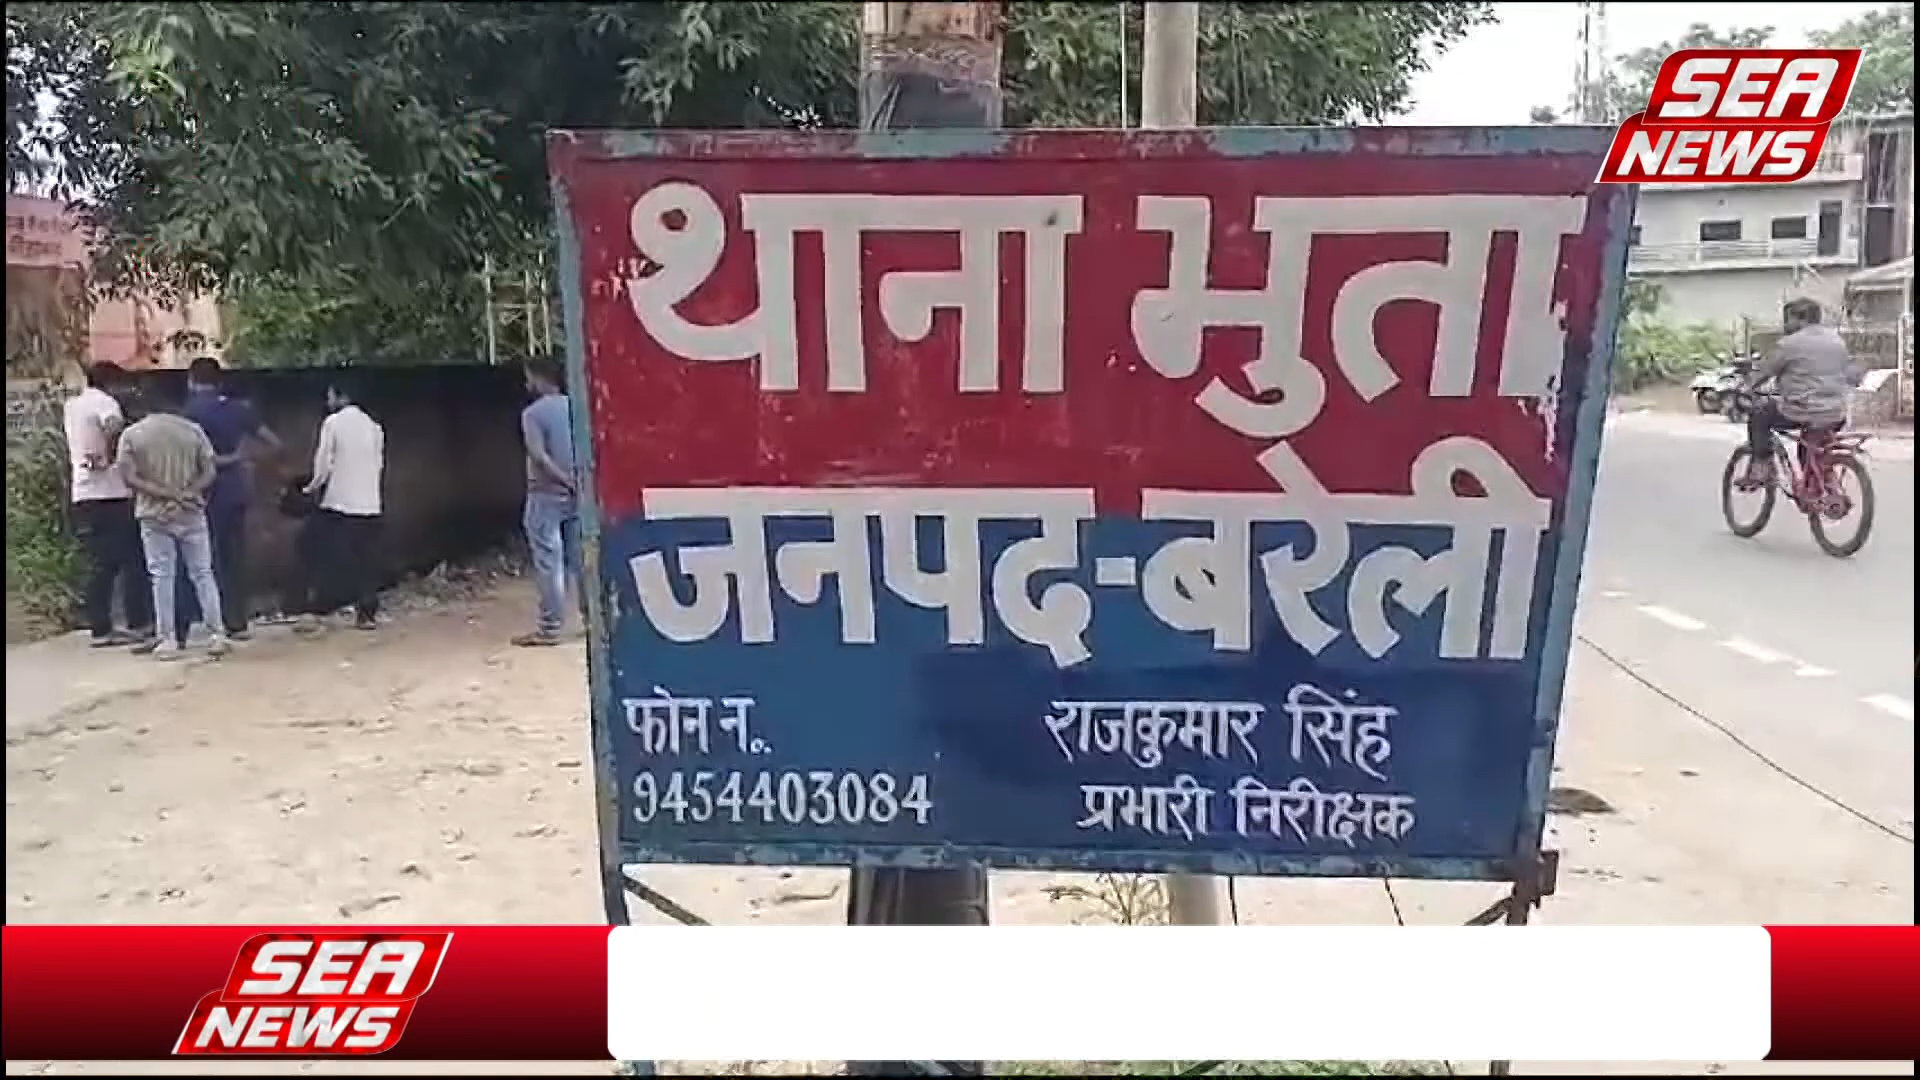 SEA
NEWS
थाना भुता
जनपद-बरेली
फोन न.
9454403084
राजकुमार सिंह
प्रभारी निरीक्षक
SEA
NEWS